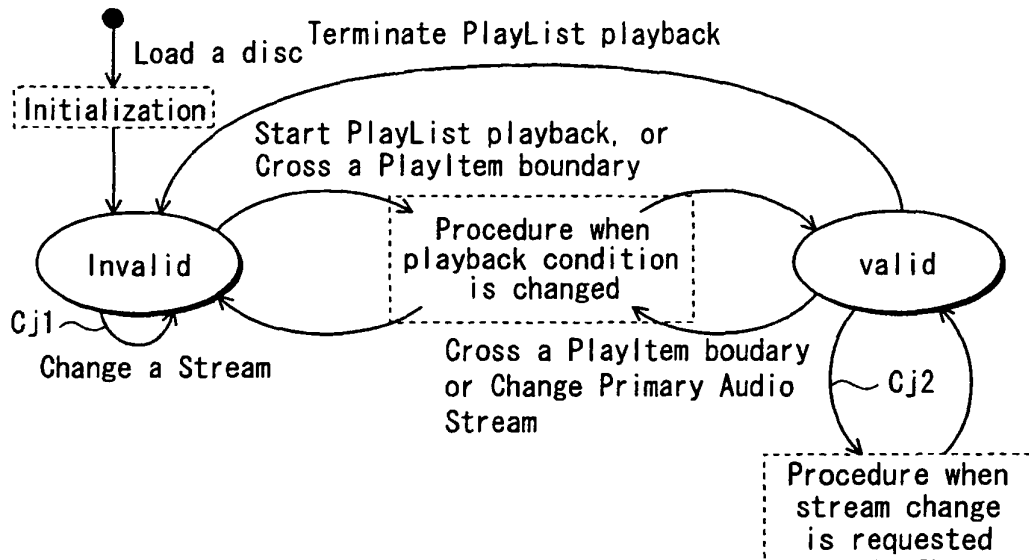 Load a disc
Terminate PlayList playback
Initialization
Start PlayList playback, or
Cross a PlayItem boundary
Invalid
Procedure when
playback condition
is changed
valid
Cj1
Change a Stream
Cross a PlayItem boudary
or Change Primary Audio
Stream
Cj2
Procedure when
stream change
is requested